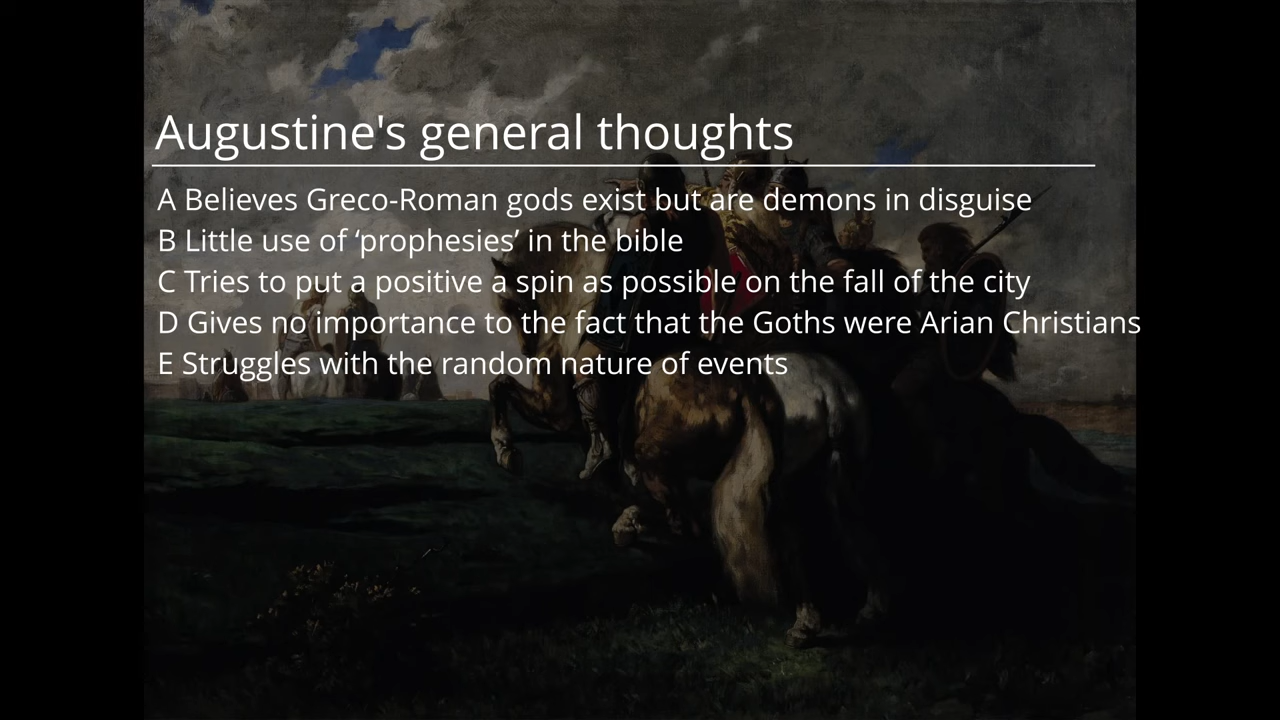 Augustine's general thoughts
A Believes Greco-Roman gods exist but are demons in disguise
B Little use of ‘prophesies’ in the bible
C Tries to put a positive a spin as possible on the fall of the city
D Gives no importance to the fact that the Goths were Arian Christians
E Struggles with the random nature of events